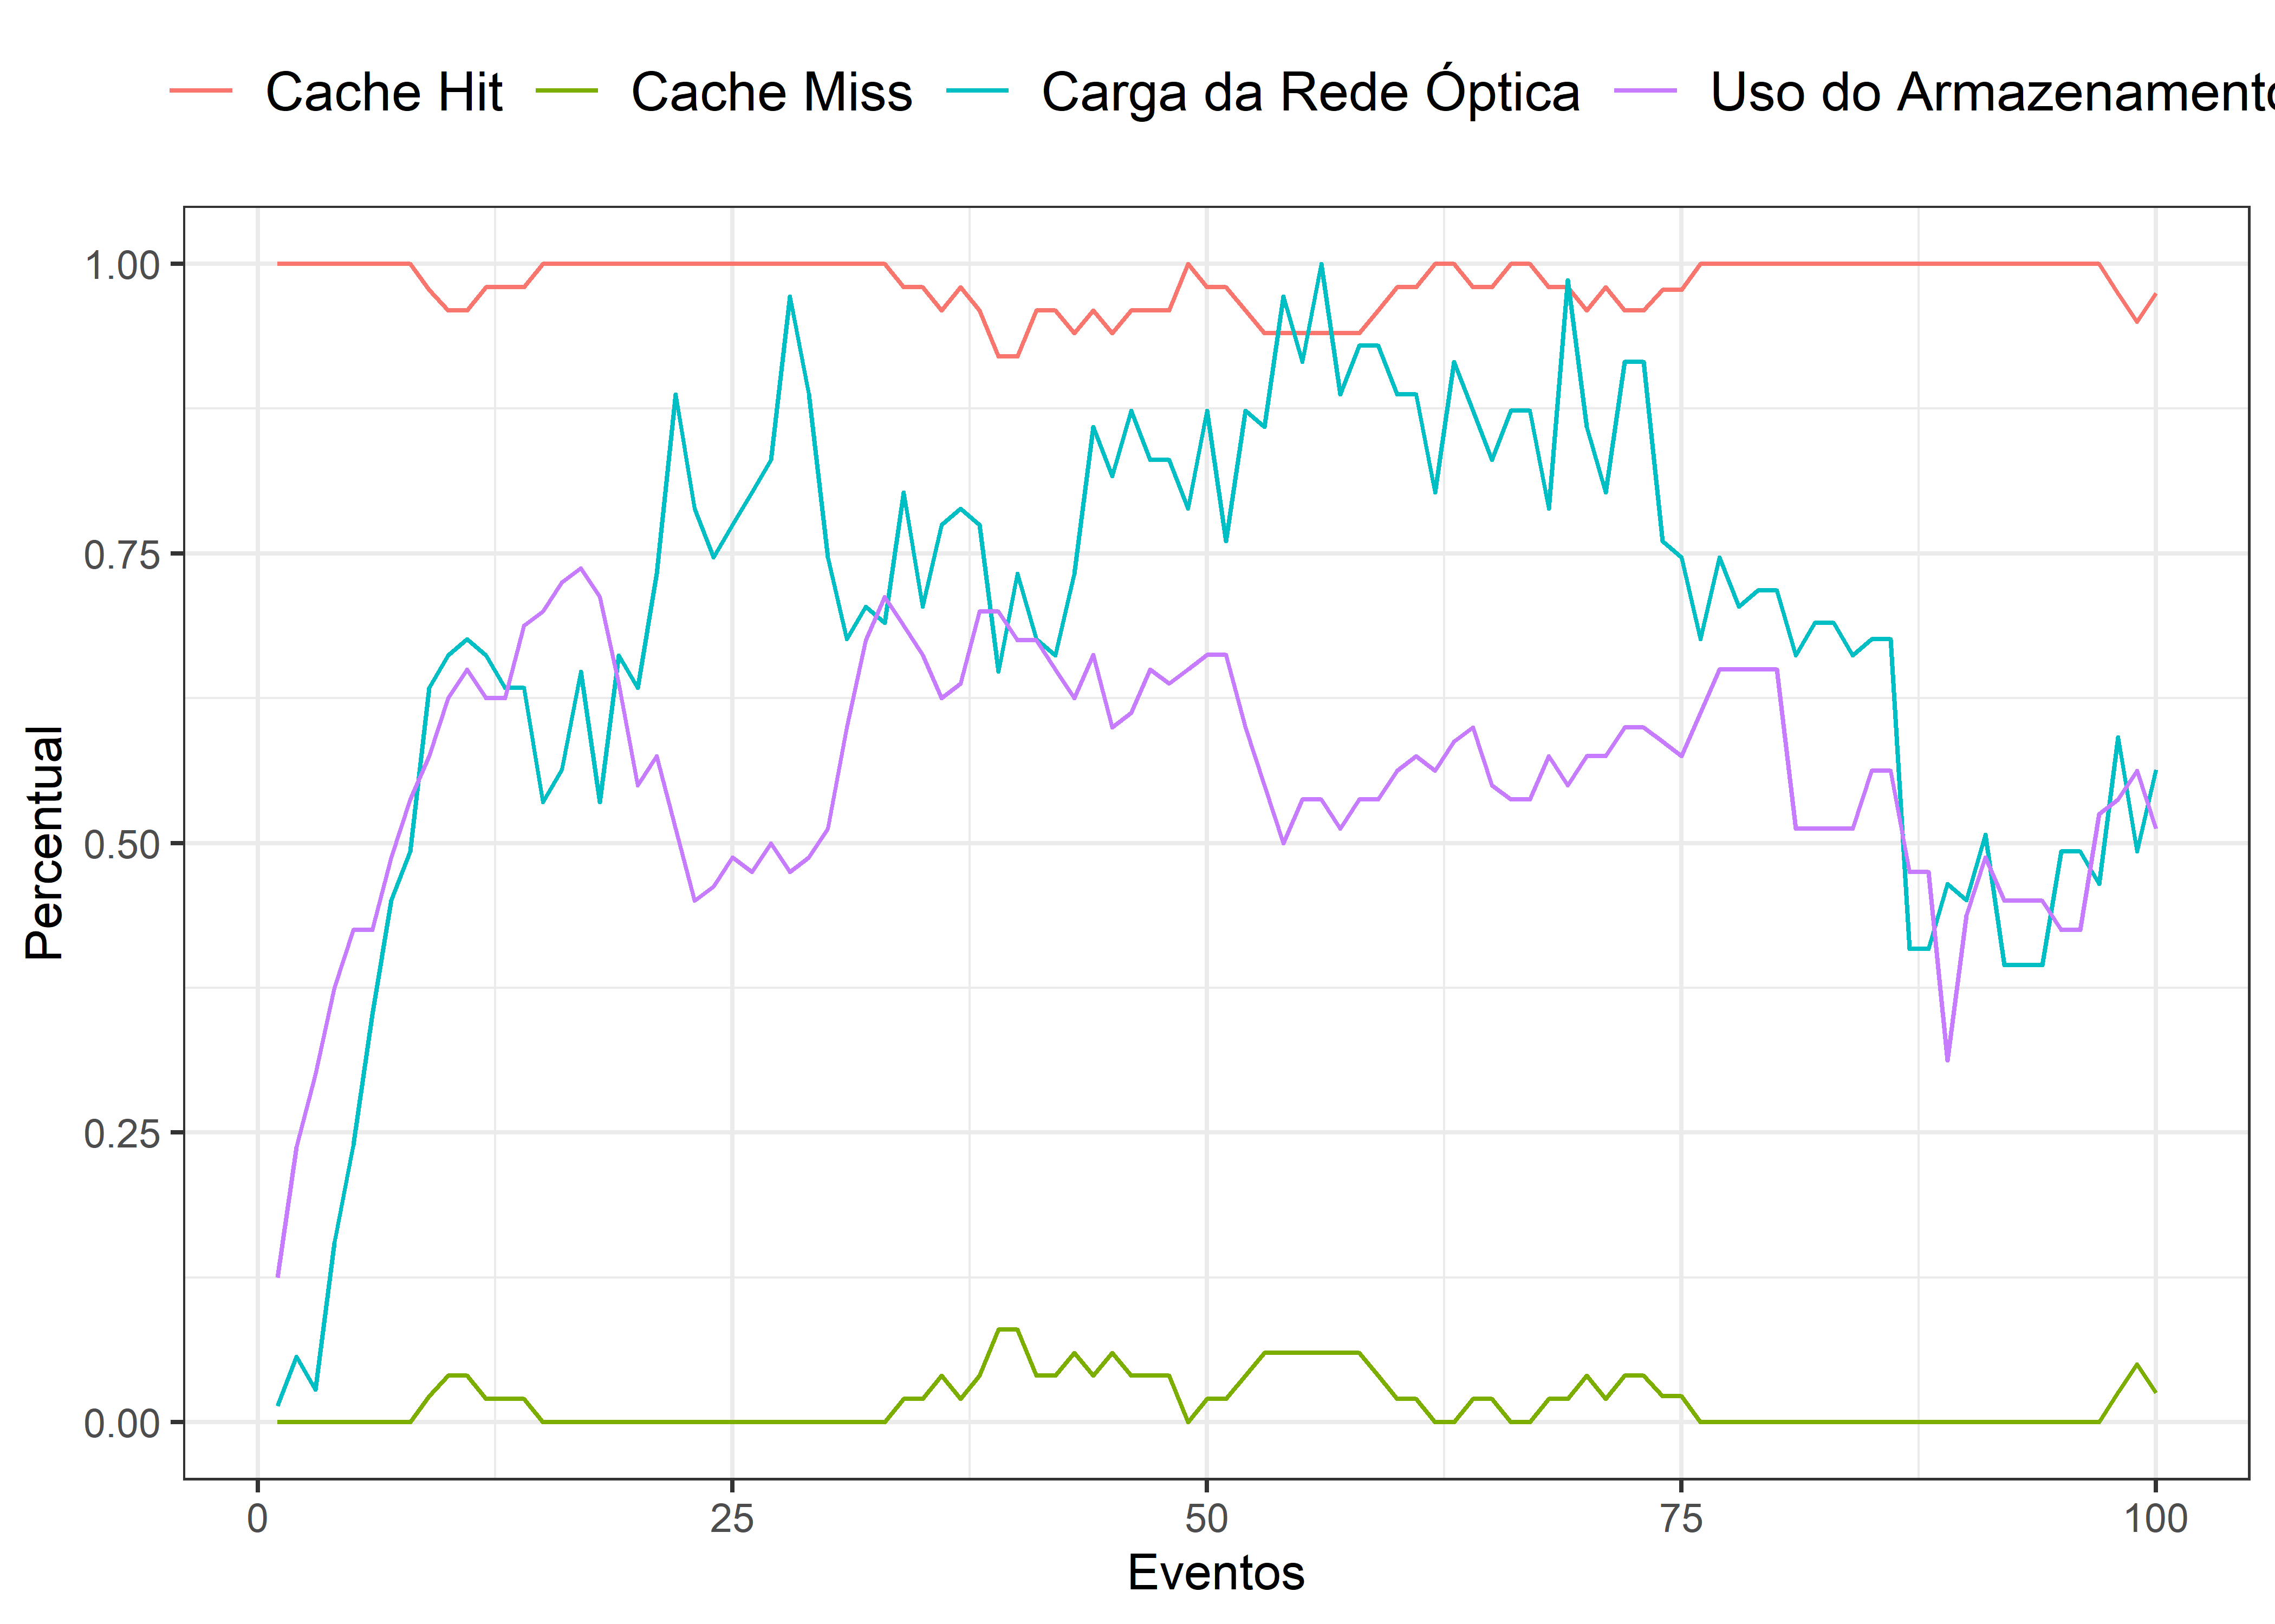 Cache Hit Cache Miss Carga da Rede Óptica Uso do Armazenamento
1.00
0.75
0.50
0.25
0.00
Percentual
0 25 50 75 100
Eventos